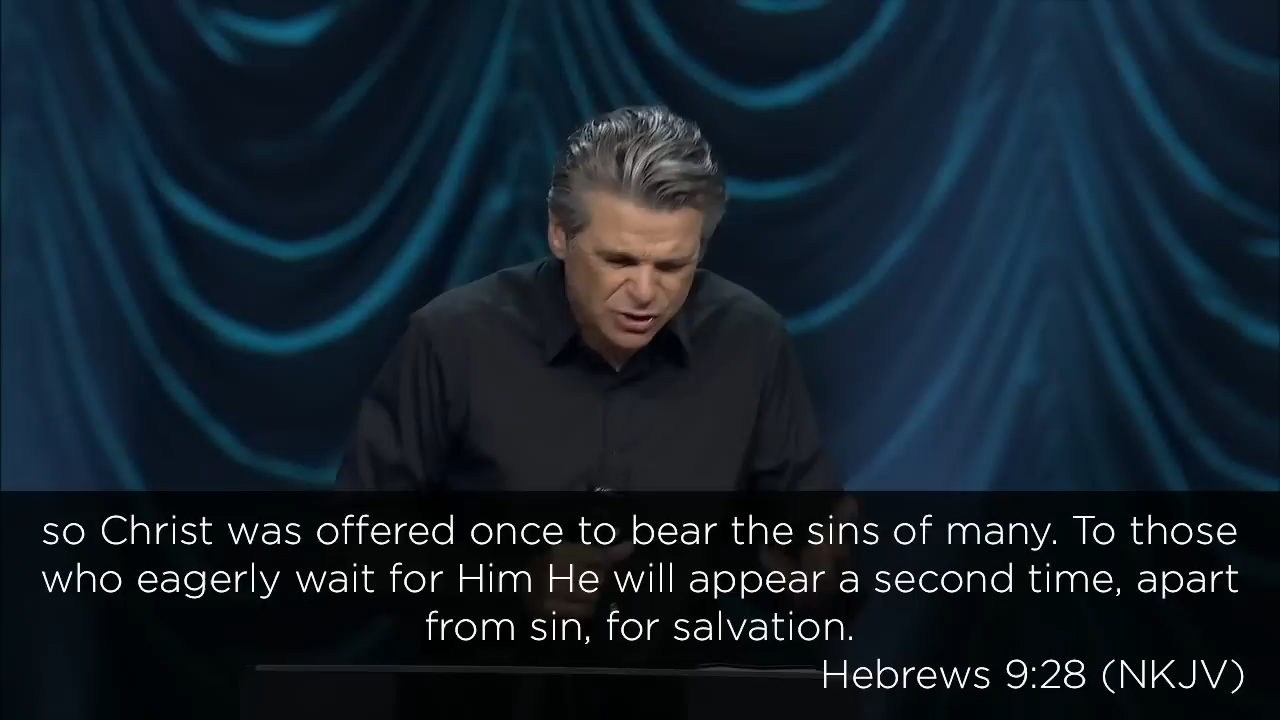 so Christ was offered once to bear the sins of many. To those
who eagerly wait for Him He will appear a second time, apart
from sin, for salvation.
Hebrews 9:28 (NKJV)